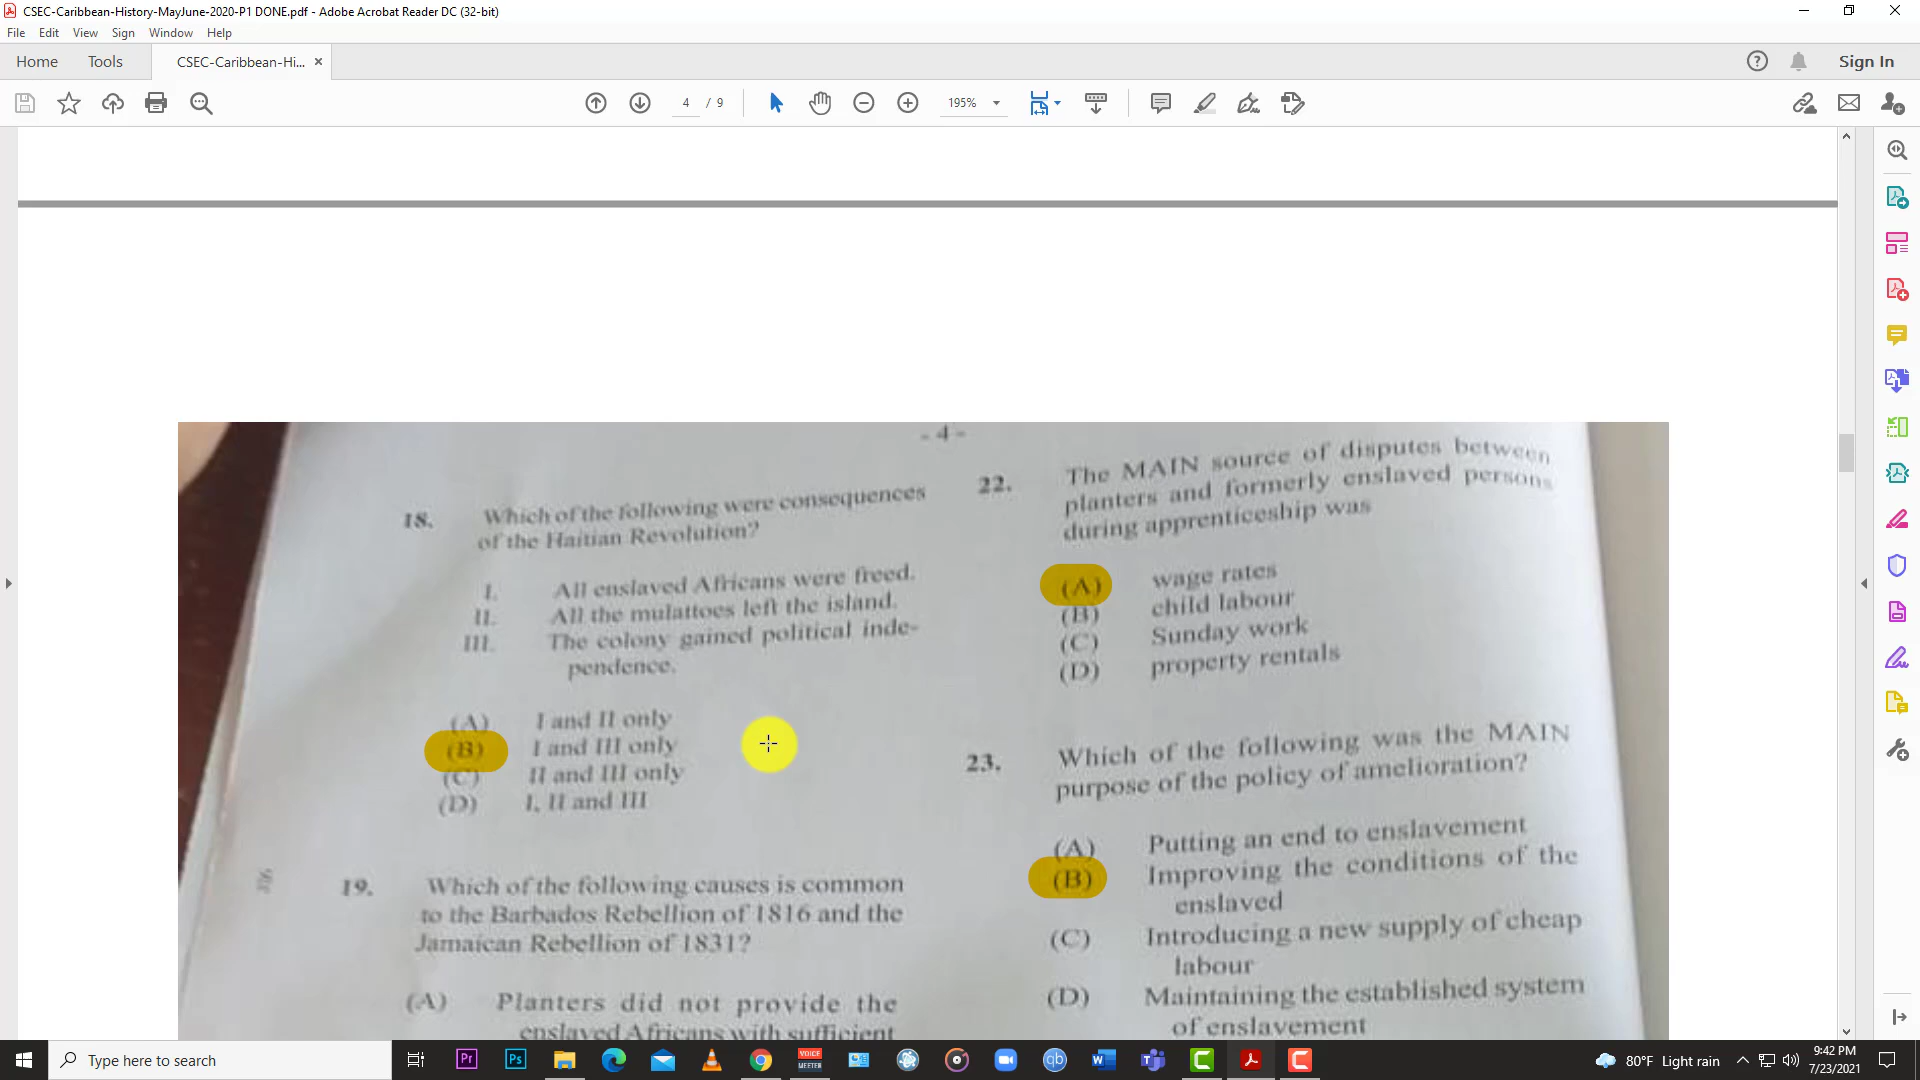 CSEC-Caribbean-History-MayJune-2020-P1 DONE.pdf - Adobe Acrobat Reader DC (32-bit)
File Edit View Sign Window Help
Home Tools CSEC-Caribbean-Hi... × Sign In
4 / 9 195%
- 4 -
18. Which of the following were consequences
of the Haitian Revolution?
I. All enslaved Africans were freed.
II. All the mulattoes left the island.
III. The colony gained political inde-
pendence.
(A) I and II only
(B) I and III only
(C) II and III only
(D) I, II and III
19. Which of the following causes is common
to the Barbados Rebellion of 1816 and the
Jamaican Rebellion of 1831?
(A) Planters did not provide the
enslaved Africans with sufficient
22. The MAIN source of disputes between
planters and formerly enslaved persons
during apprenticeship was
(A) wage rates
(B) child labour
(C) Sunday work
(D) property rentals
23. Which of the following was the MAIN
purpose of the policy of amelioration?
(A) Putting an end to enslavement
(B) Improving the conditions of the
enslaved
(C) Introducing a new supply of cheap
labour
(D) Maintaining the established system
of enslavement
Type here to search
Pr Ps VOICE MEETER qb W T
80°F Light rain
9:42 PM
7/23/2021